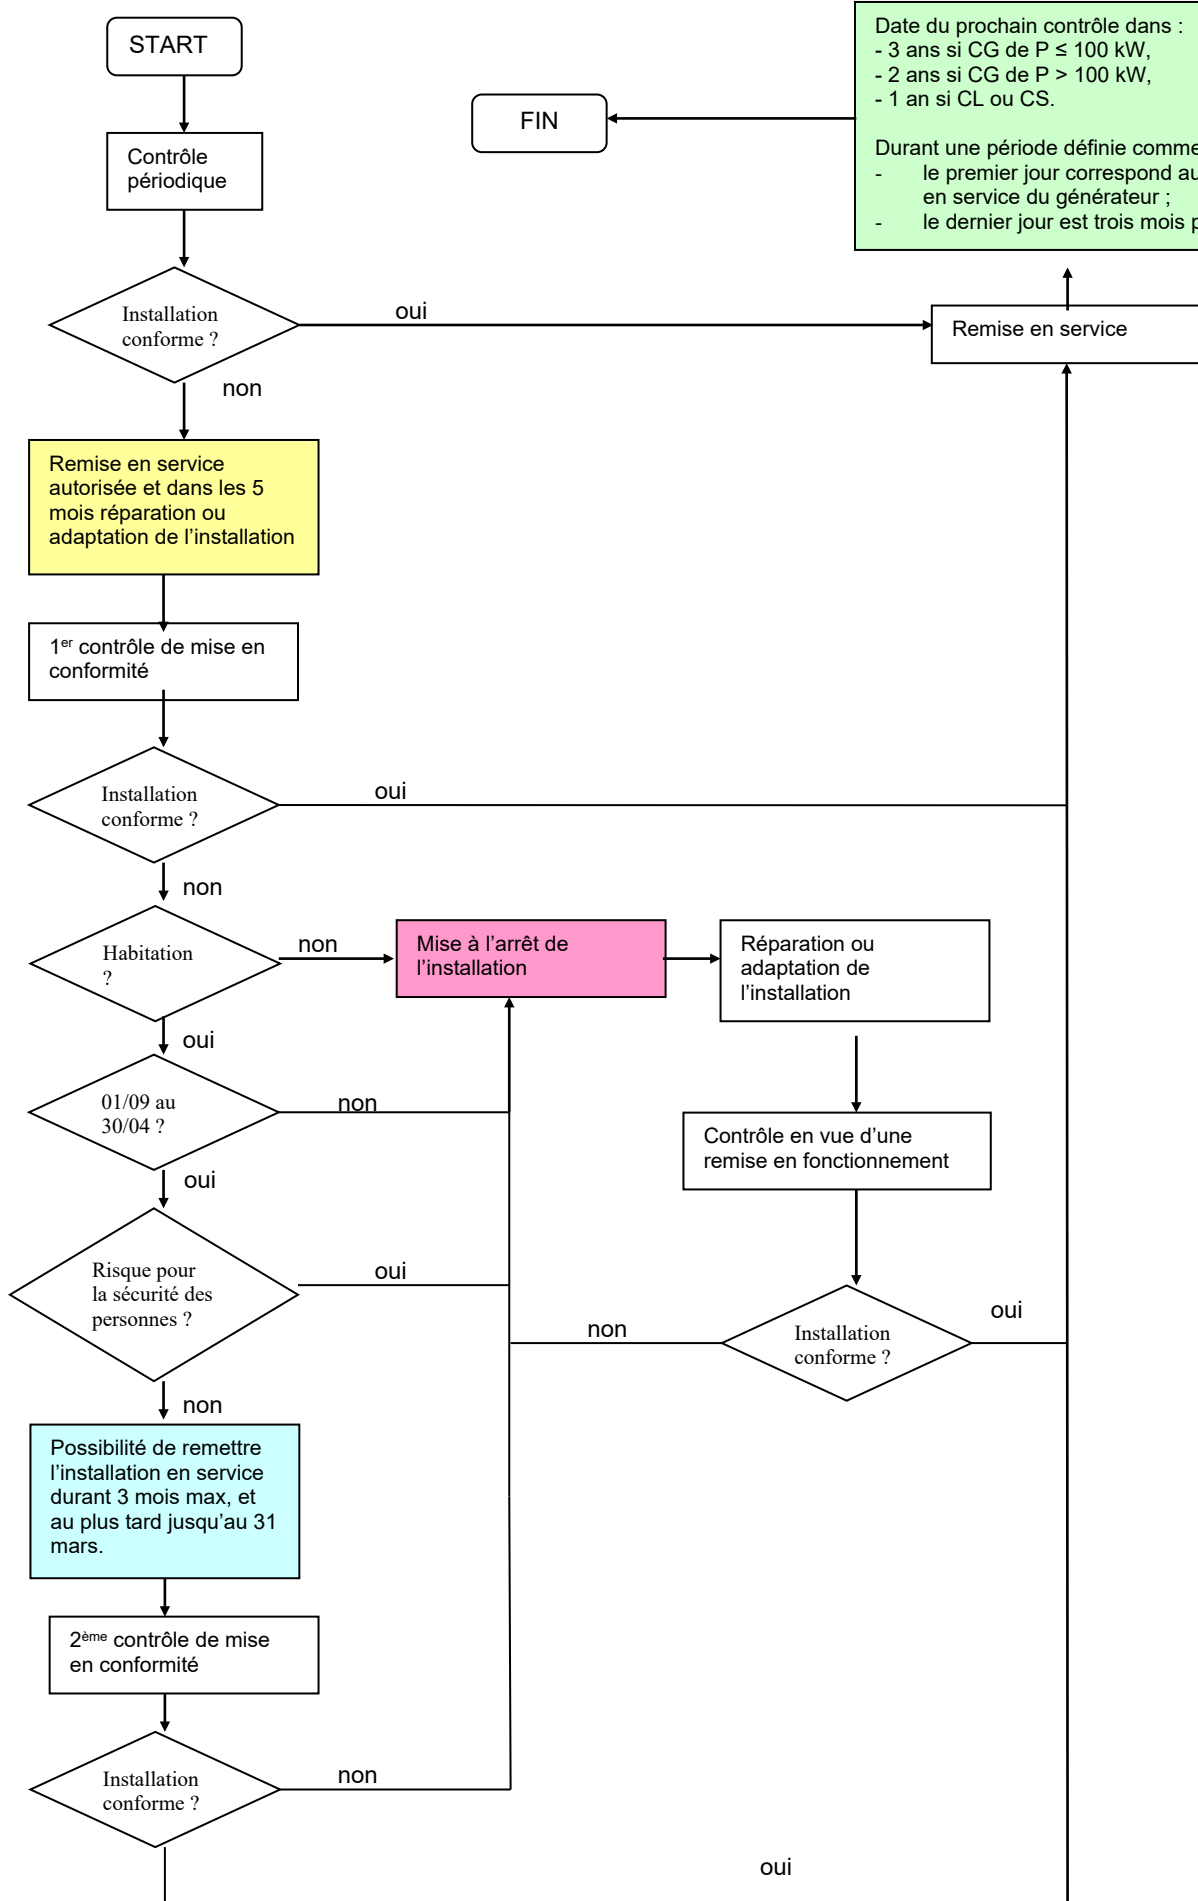 START
Contrôle
périodique
Installation
conforme ?
oui
non
FIN
Date du prochain contrôle dans :
- 3 ans si CG de P ≤ 100 kW,
- 2 ans si CG de P > 100 kW,
- 1 an si CL ou CS.
Durant une période définie comme
- le premier jour correspond au
en service du générateur ;
- le dernier jour est trois mois p
Remise en service
Remise en service
autorisée et dans les 5
mois réparation ou
adaptation de l’installation
1er contrôle de mise en
conformité
Installation
conforme ?
oui
non
Habitation
?
non
oui
Mise à l’arrêt de
l’installation
Réparation ou
adaptation de
l’installation
01/09 au
30/04 ?
non
oui
Contrôle en vue d’une
remise en fonctionnement
Risque pour
la sécurité des
personnes ?
oui
non
Installation
conforme ?
non
oui
Possibilité de remettre
l’installation en service
durant 3 mois max, et
au plus tard jusqu’au 31
mars.
2ème contrôle de mise
en conformité
Installation
conforme ?
non
oui